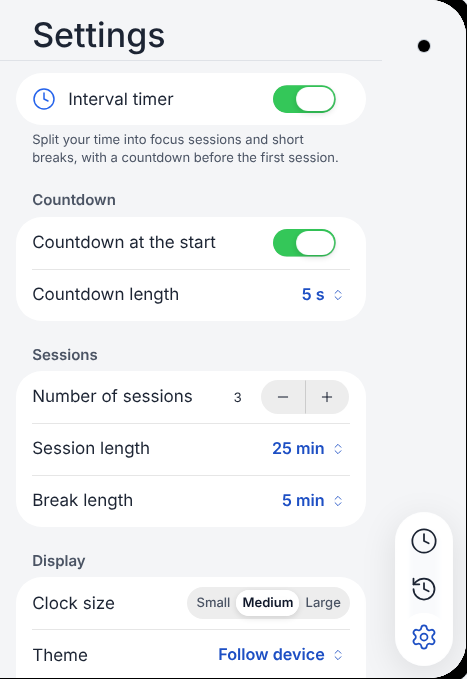 Settings
Interval timer
Split your time into focus sessions and short
breaks, with a countdown before the first session.
Countdown
Countdown at the start
Countdown length 5 s
Sessions
Number of sessions 3 − +
Session length 25 min
Break length 5 min
Display
Clock size Small Medium Large
Theme Follow device